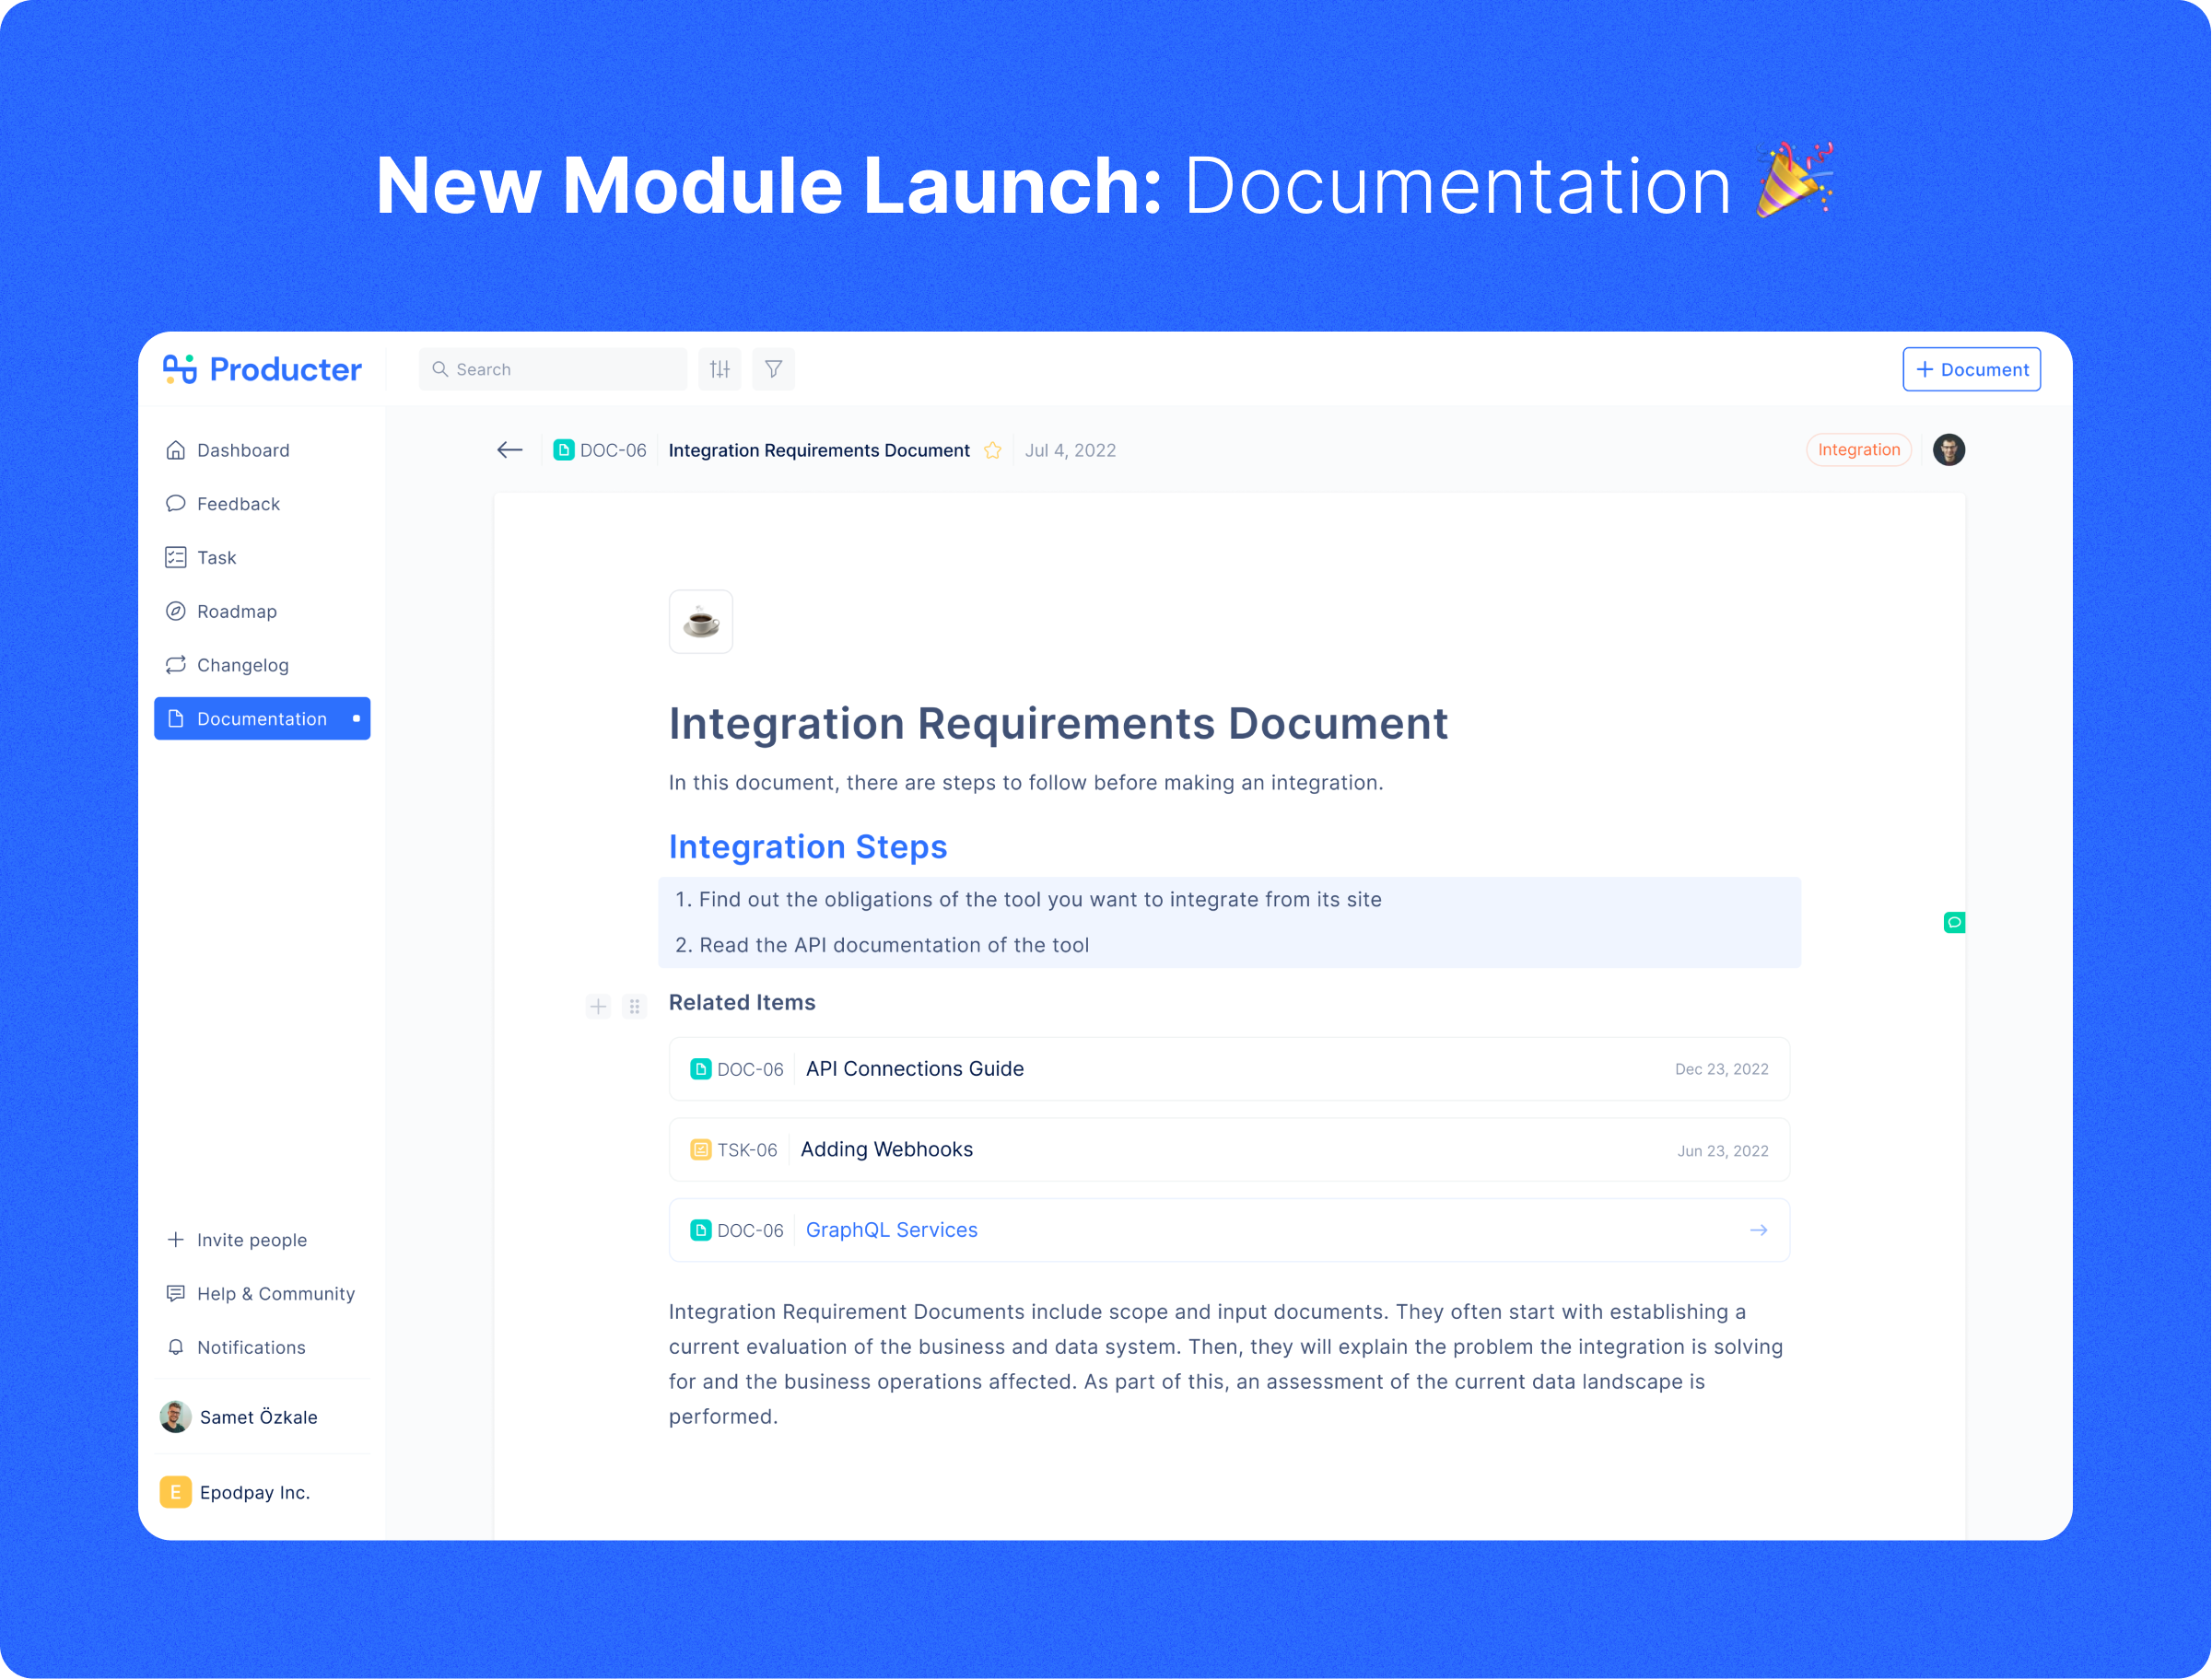 New Module Launch: Documentation
Producter
Search
+ Document
Dashboard
Feedback
Task
Roadmap
Changelog
Documentation
Invite people
Help & Community
Notifications
Samet Özkale
E Epodpay Inc.
DOC-06 Integration Requirements Document Jul 4, 2022 Integration
Integration Requirements Document
In this document, there are steps to follow before making an integration.
Integration Steps
1. Find out the obligations of the tool you want to integrate from its site
2. Read the API documentation of the tool
Related Items
DOC-06 API Connections Guide Dec 23, 2022
TSK-06 Adding Webhooks Jun 23, 2022
DOC-06 GraphQL Services
Integration Requirement Documents include scope and input documents. They often start with establishing a
current evaluation of the business and data system. Then, they will explain the problem the integration is solving
for and the business operations affected. As part of this, an assessment of the current data landscape is
performed.